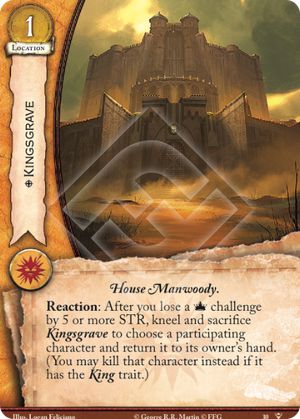 1
LOCATION
KINGSGRAVE
House Manwoody.
Reaction: After you lose a challenge
by 5 or more STR, kneel and sacrifice
Kingsgrave to choose a participating
character and return it to its owner's hand.
(You may kill that character instead if it
has the King trait.)
Illus. Logan Feliciano © George R.R. Martin © FFG